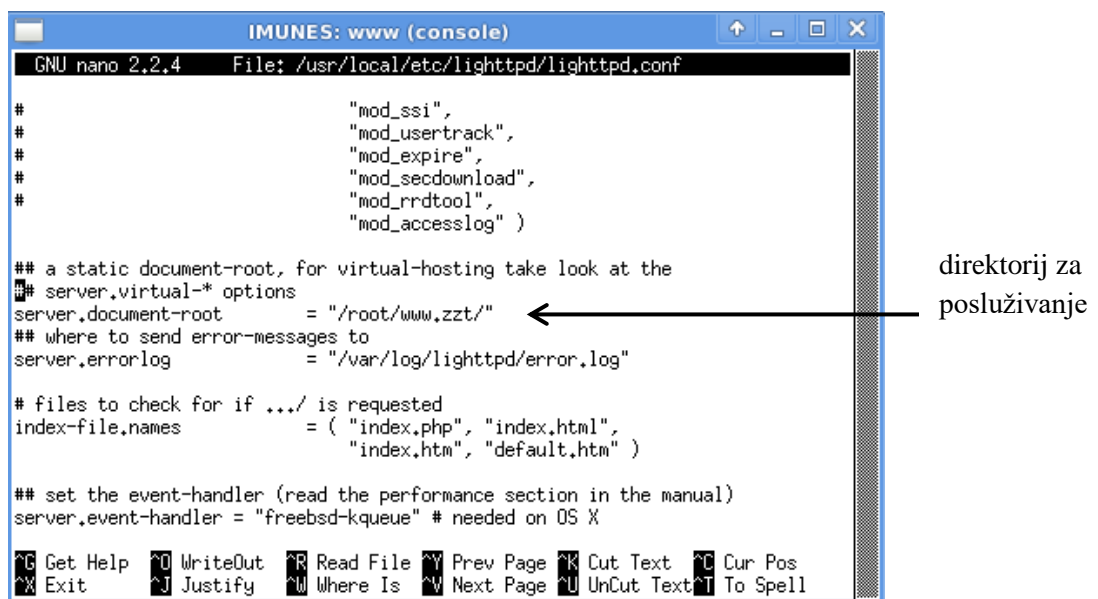 IMUNES: www (console)
GNU nano 2.2.4 File: /usr/local/etc/lighttpd/lighttpd.conf
# "mod_ssi",
# "mod_usertrack",
# "mod_expire",
# "mod_secdownload",
# "mod_rrdtool",
"mod_accesslog" )
## a static document-root, for virtual-hosting take look at the
## server.virtual-* options
server.document-root = "/root/www.zzt/"
## where to send error-messages to
server.errorlog = "/var/log/lighttpd/error.log"
# files to check for if .../ is requested
index-file.names = ( "index.php", "index.html",
"index.htm", "default.htm" )
## set the event-handler (read the performance section in the manual)
server.event-handler = "freebsd-kqueue" # needed on OS X
^G Get Help ^O WriteOut ^R Read File ^Y Prev Page ^K Cut Text ^C Cur Pos
^X Exit ^J Justify ^W Where Is ^V Next Page ^U UnCut Text ^T To Spell
direktorij za
posluživanje